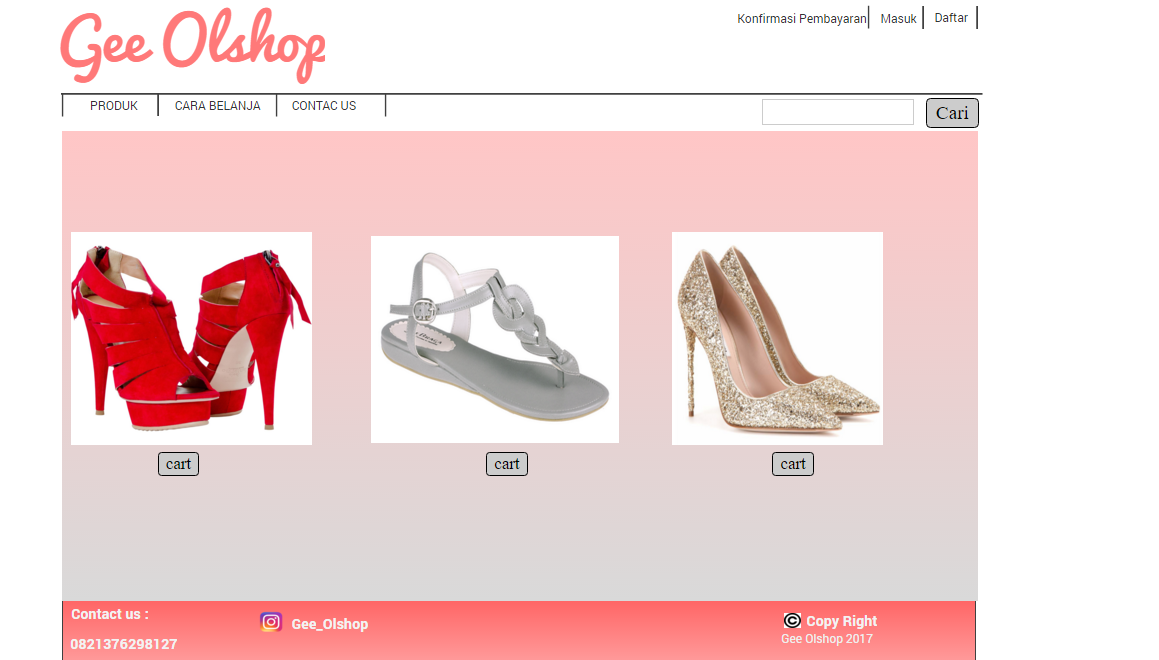 Gee Olshop
Konfirmasi Pembayaran
Masuk
Daftar
PRODUK
CARA BELANJA
CONTAC US
Cari
cart
cart
cart
Contact us :
0821376298127
Gee_Olshop
Copy Right
Gee Olshop 2017